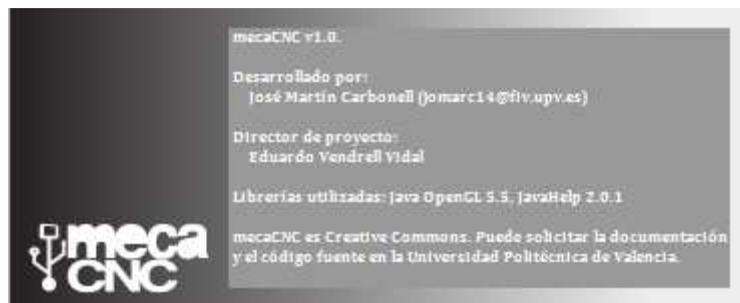 mecaCNC v1.0.
Desarrollado por:
José Martín Carbonell (jomarc14@fiv.upv.es)
Director de proyecto:
Eduardo Vendrell Vidal
Librerías utilizadas: Java OpenGL 5.5, JavaHelp 2.0.1
mecaCNC es Creative Commons. Puede solicitar la documentación
y el código fuente en la Universidad Politécnica de Valencia.
meca
CNC